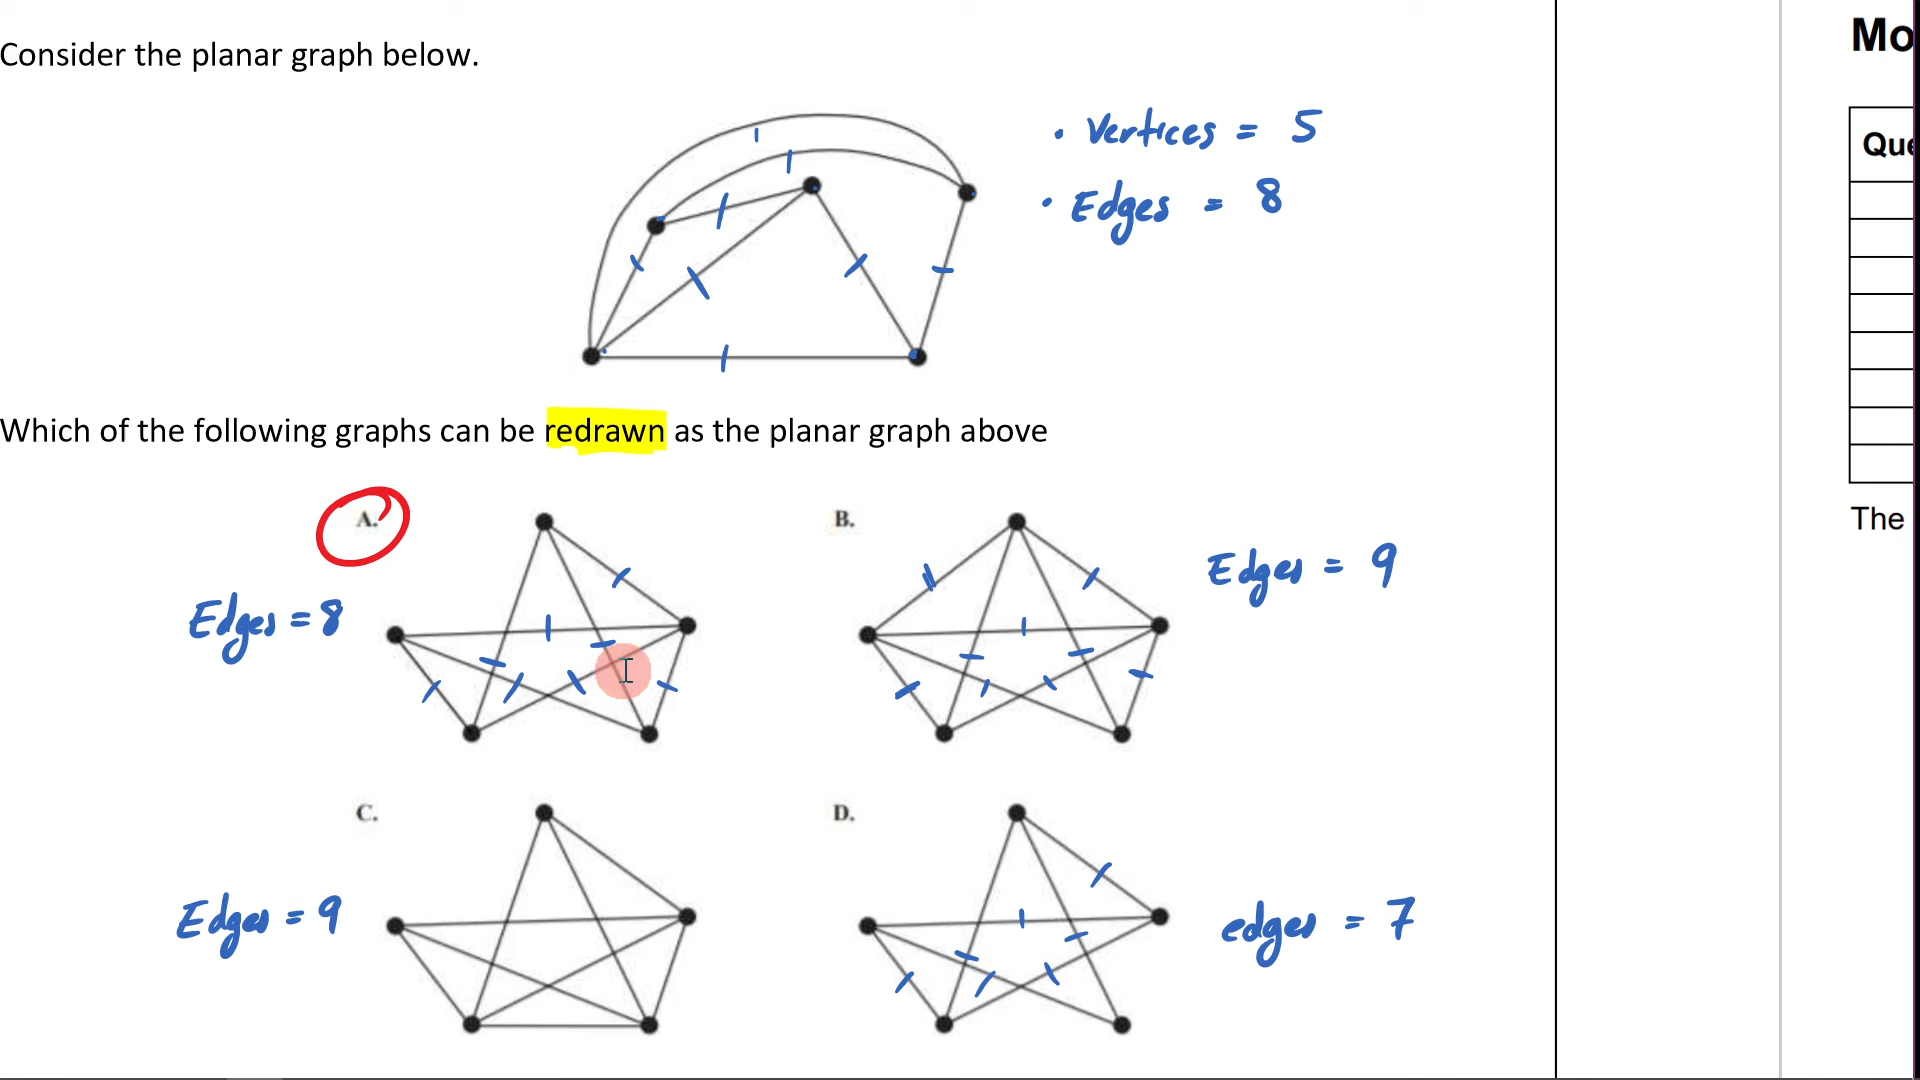 Consider the planar graph below.
• Vertices = 5
• Edges = 8
Which of the following graphs can be redrawn as the planar graph above
A.
Edges = 8
B.
Edges = 9
C.
Edges = 9
D.
edges = 7
Mo
Que
The